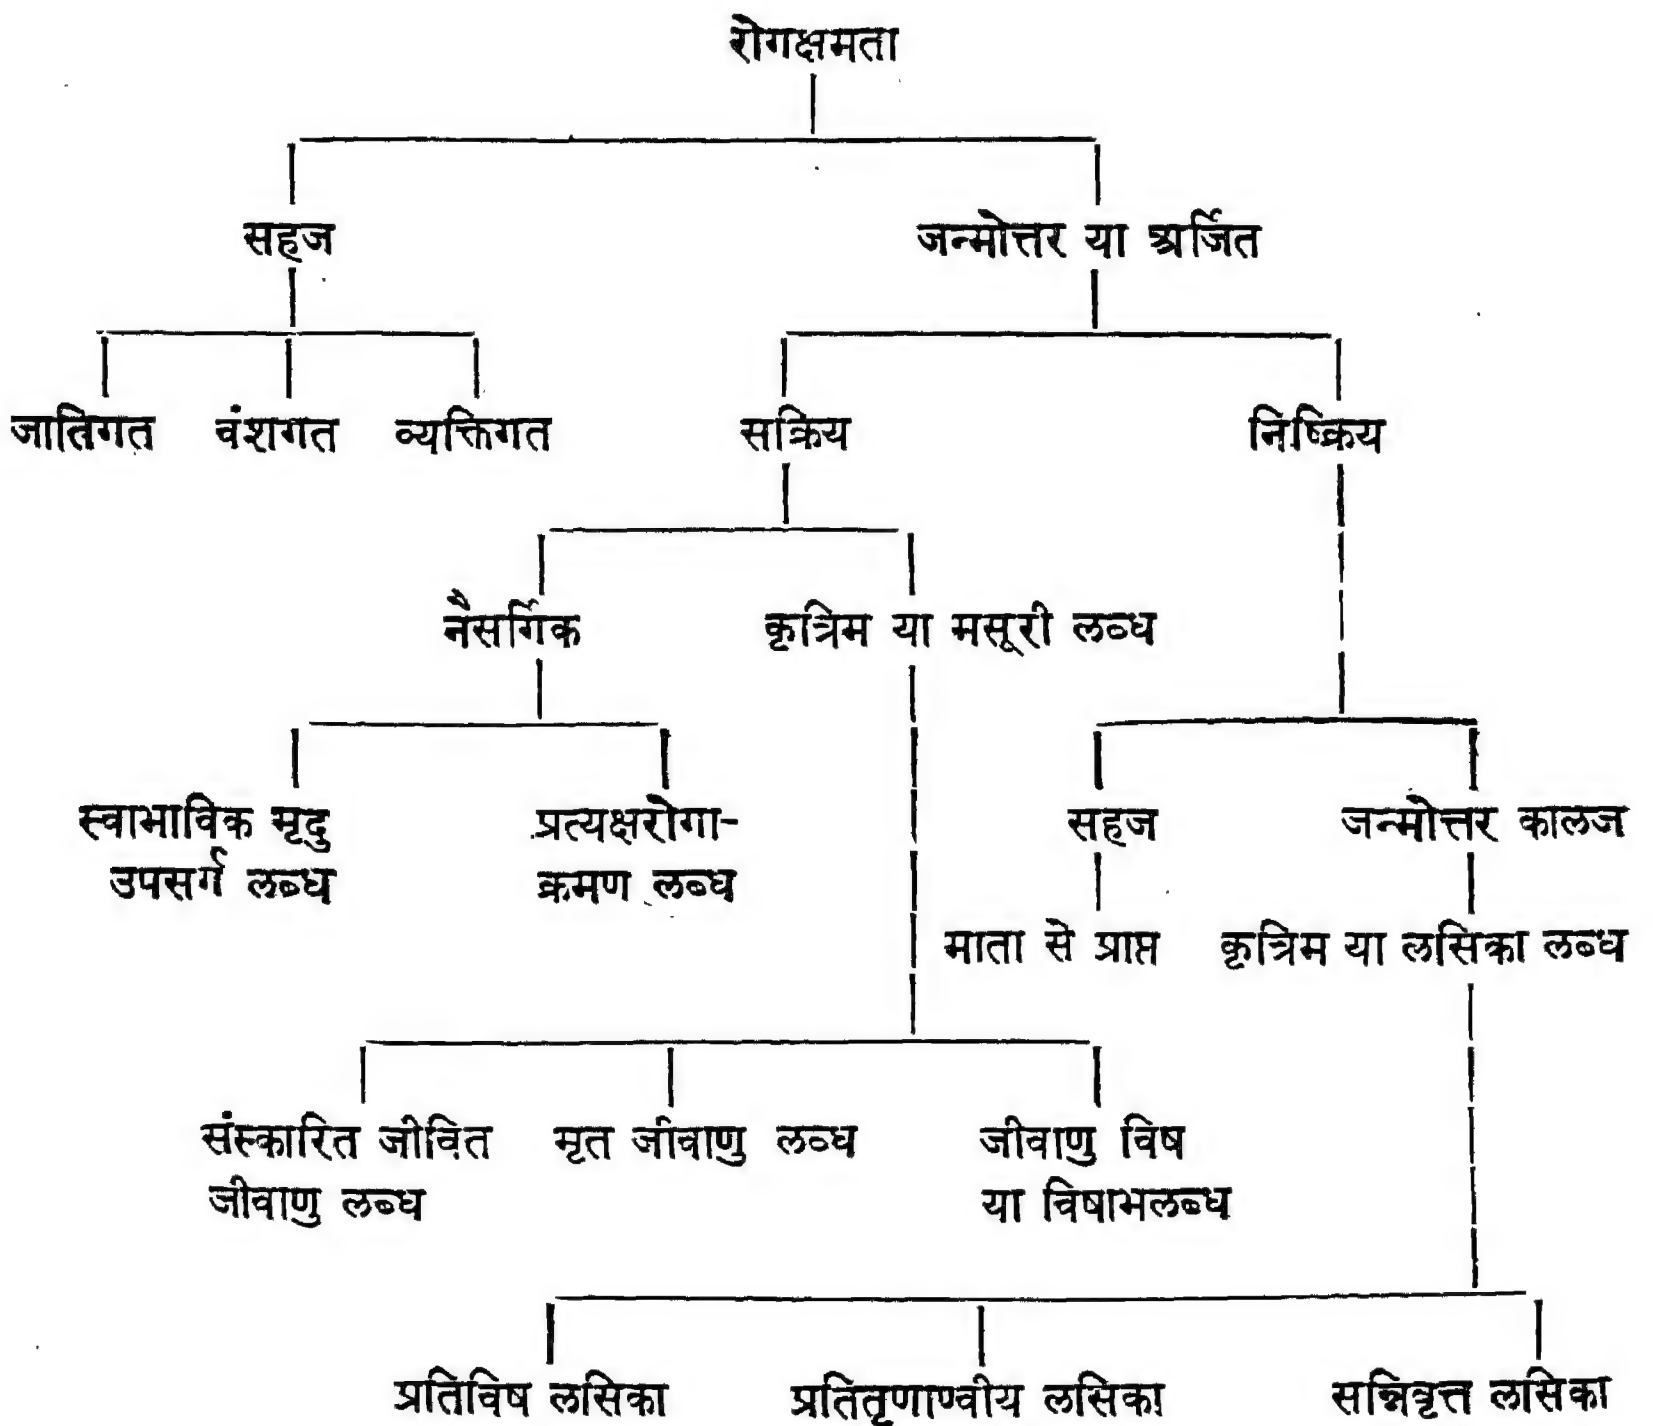 रोगक्षमता
सहज
जन्मोत्तर या अर्जित
जातिगत
वंशगत
व्यक्तिगत
सक्रिय
निष्क्रिय
नैसर्गिक
कृत्रिम या मसूरी लब्ध
स्वाभाविक मृदु
उपसर्ग लब्ध
प्रत्यक्षरोगा-
क्रमण लब्ध
सहज
जन्मोत्तर कालज
माता से प्राप्त
कृत्रिम या लसिका लब्ध
संस्कारित जीवित
जीवाणु लब्ध
मृत जीवाणु लब्ध
जीवाणु विष
या विषाभलब्ध
प्रतिविष लसिका
प्रतितृणाण्वीय लसिका
सन्निवृत्त लसिका